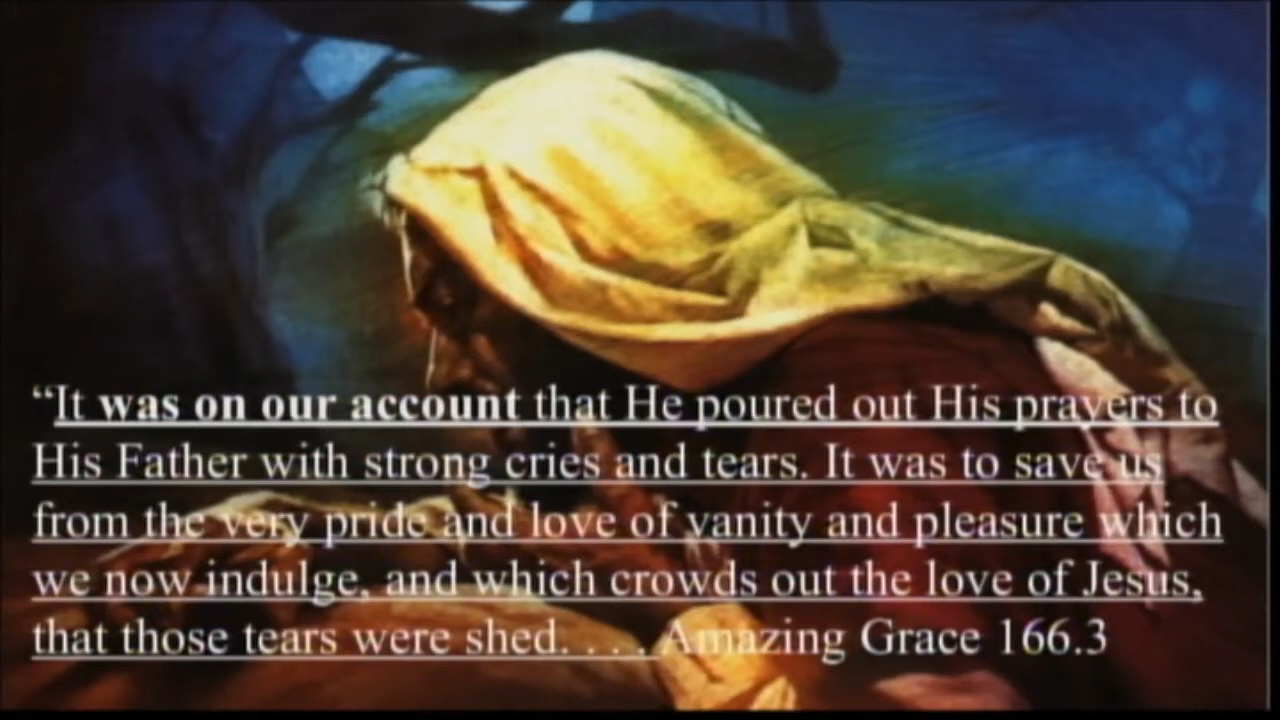 “It was on our account that He poured out His prayers to
His Father with strong cries and tears. It was to save us
from the very pride and love of vanity and pleasure which
we now indulge, and which crowds out the love of Jesus,
that those tears were shed. . . . Amazing Grace 166.3